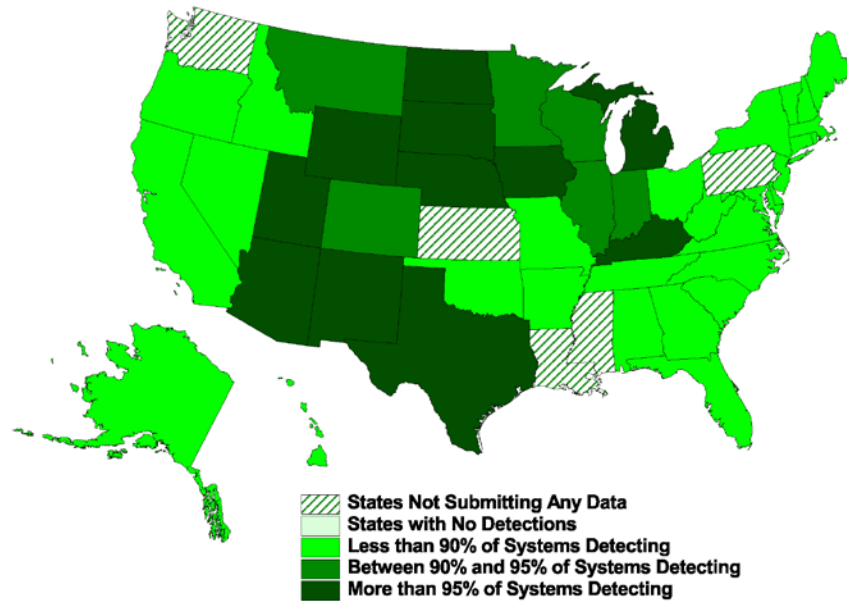 States Not Submitting Any Data
States with No Detections
Less than 90% of Systems Detecting
Between 90% and 95% of Systems Detecting
More than 95% of Systems Detecting